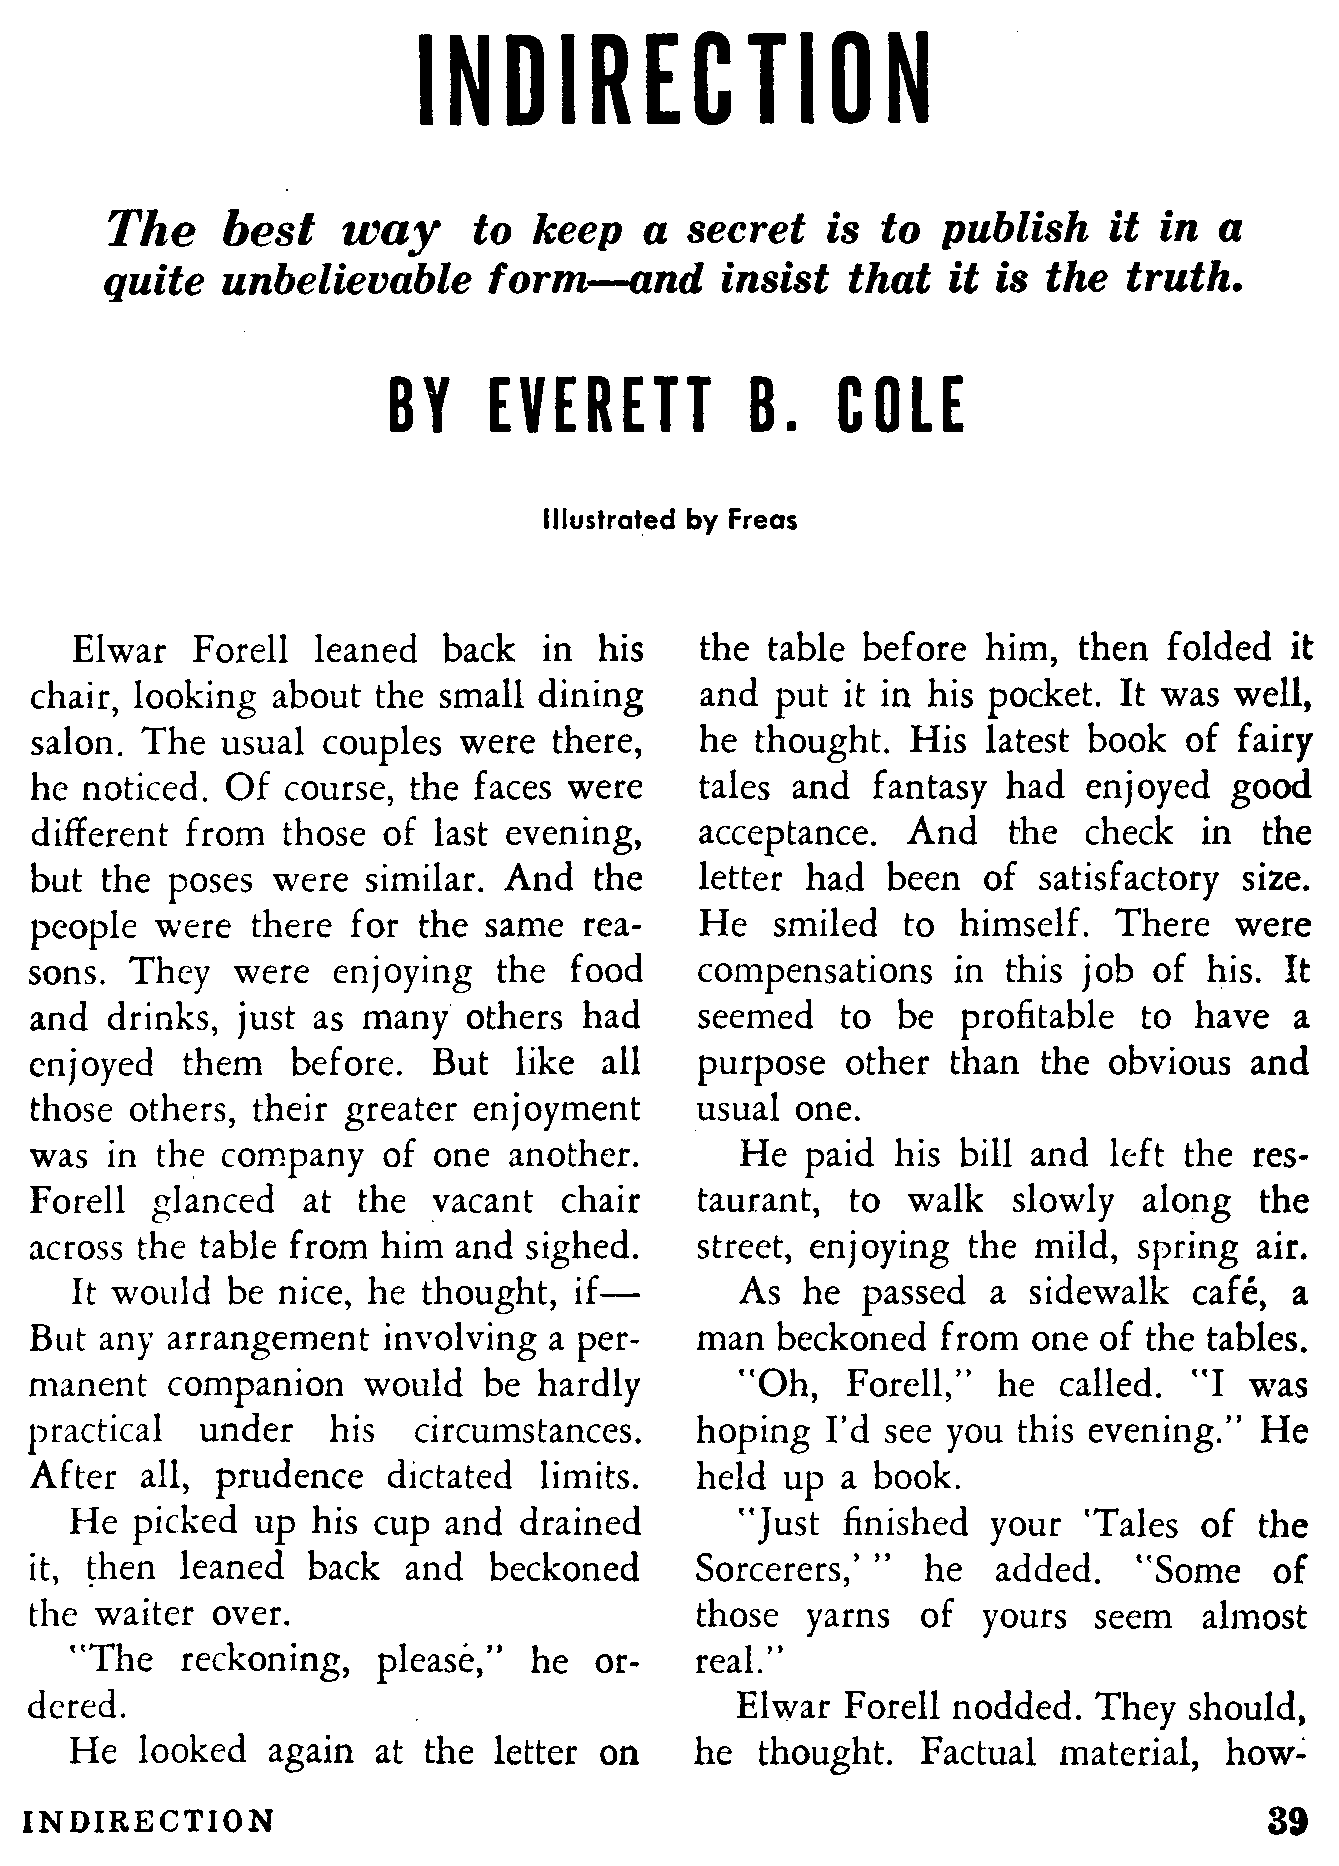 INDIRECTION
The best way to keep a secret is to publish it in a
quite unbelievable form—and insist that it is the truth.
BY EVERETT B. COLE
Illustrated by Freas
Elwar Forell leaned back in his
chair, looking about the small dining
salon. The usual couples were there,
he noticed. Of course, the faces were
different from those of last evening,
but the poses were similar. And the
people were there for the same rea-
sons. They were enjoying the food
and drinks, just as many others had
enjoyed them before. But like all
those others, their greater enjoyment
was in the company of one another.
Forell glanced at the vacant chair
across the table from him and sighed.
It would be nice, he thought, if—
But any arrangement involving a per-
manent companion would be hardly
practical under his circumstances.
After all, prudence dictated limits.
He picked up his cup and drained
it, then leaned back and beckoned
the waiter over.
"The reckoning, please," he or-
dered.
He looked again at the letter on
the table before him, then folded it
and put it in his pocket. It was well,
he thought. His latest book of fairy
tales and fantasy had enjoyed good
acceptance. And the check in the
letter had been of satisfactory size.
He smiled to himself. There were
compensations in this job of his. It
seemed to be profitable to have a
purpose other than the obvious and
usual one.
He paid his bill and left the res-
taurant, to walk slowly along the
street, enjoying the mild, spring air.
As he passed a sidewalk café, a
man beckoned from one of the tables.
"Oh, Forell," he called. "I was
hoping I'd see you this evening." He
held up a book.
"Just finished your 'Tales of the
Sorcerers,' " he added. "Some of
those yarns of yours seem almost
real."
Elwar Forell nodded. They should,
he thought. Factual material, how-
INDIRECTION
39